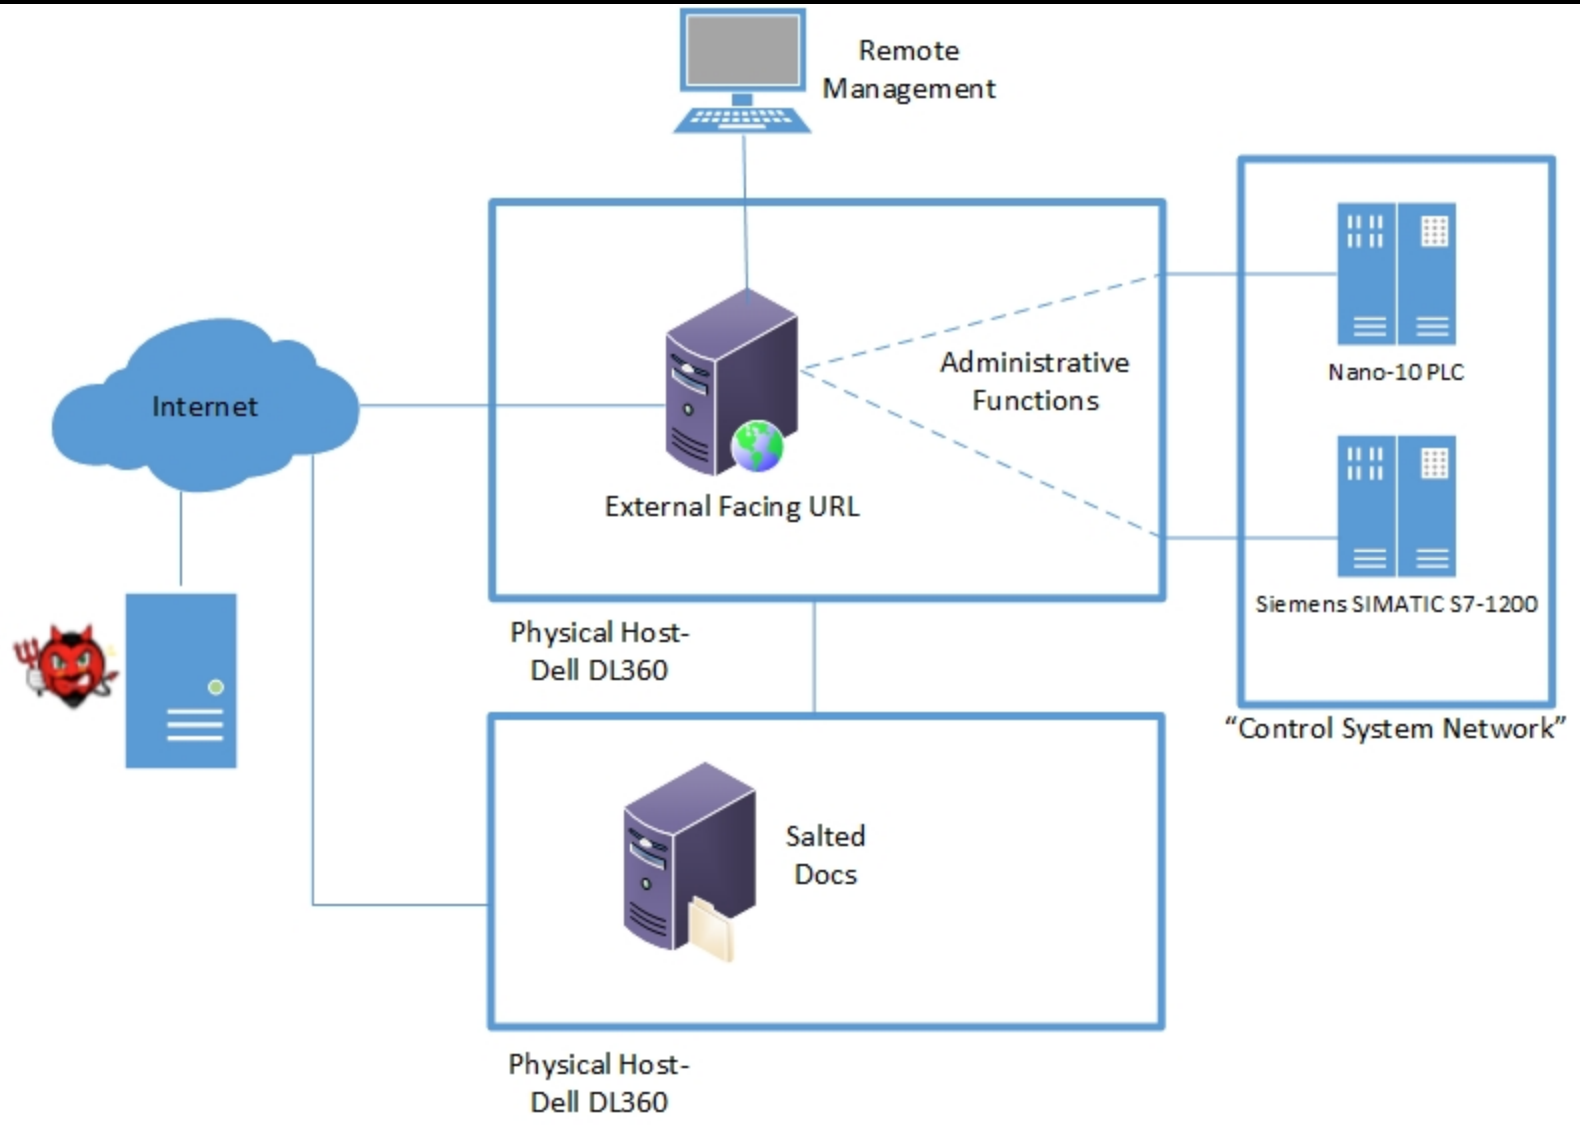 Remote
Management
Internet
External Facing URL
Administrative
Functions
Nano-10 PLC
Siemens SIMATIC S7-1200
“Control System Network”
Physical Host-
Dell DL360
Salted
Docs
Physical Host-
Dell DL360